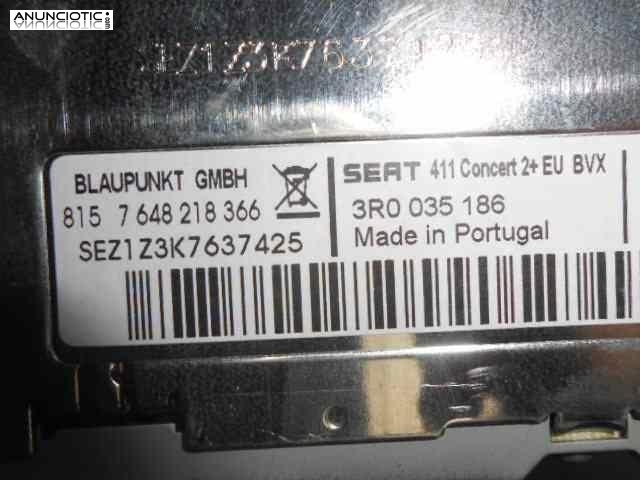 ANUNCIOTIC.es
BLAUPUNKT GMBH
815 7 648 218 366
SEZ1Z3K7637425
SEAT 411 Concert 2+ EU BVX
3R0 035 186
Made in Portugal